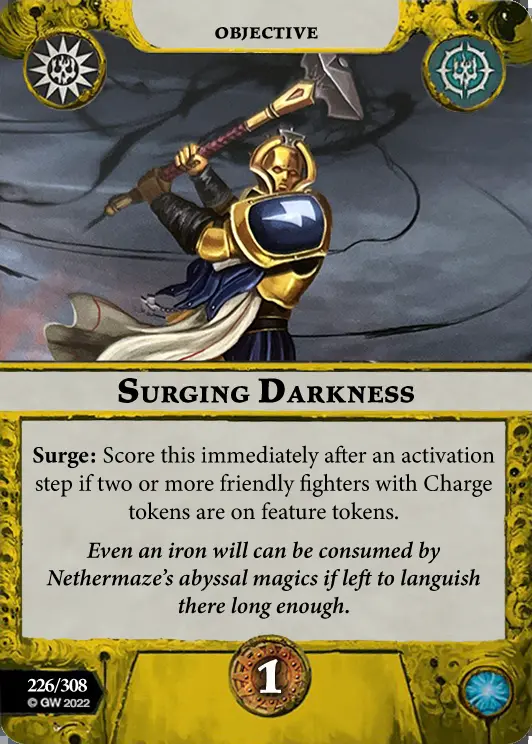 OBJECTIVE
SURGING DARKNESS
Surge: Score this immediately after an activation
step if two or more friendly fighters with Charge
tokens are on feature tokens.
Even an iron will can be consumed by
Nethermaze’s abyssal magics if left to languish
there long enough.
226/308
© GW 2022
1